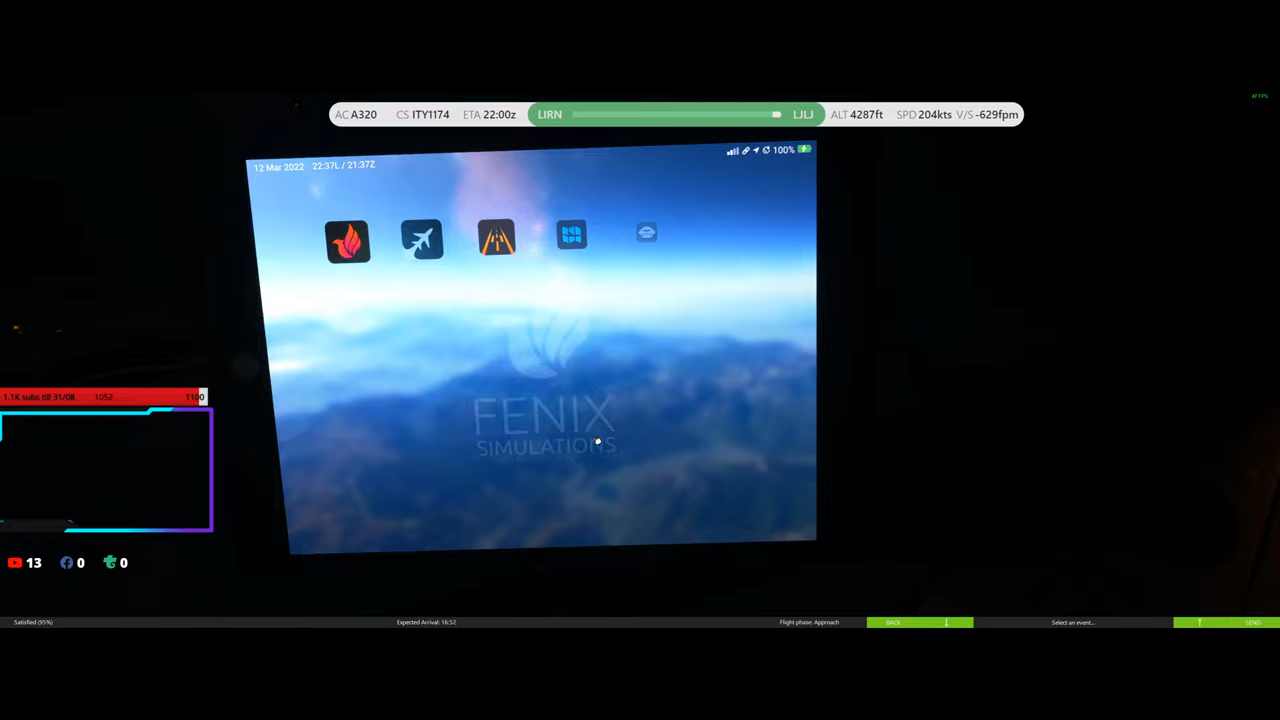 47 FPS
AC A320 CS ITY1174 ETA 22:00z LIRN ALT 4287ft SPD 204kts V/S -629fpm
12 Mar 2022 22:37L / 21:37Z 100%
FENIX
SIMULATIONS
1.1K subs till 31/08 1052 1100
13 0 0
Satisfied (95%) Expected Arrival: 16:52 Flight phase: Approach BACK Select an event... SEND